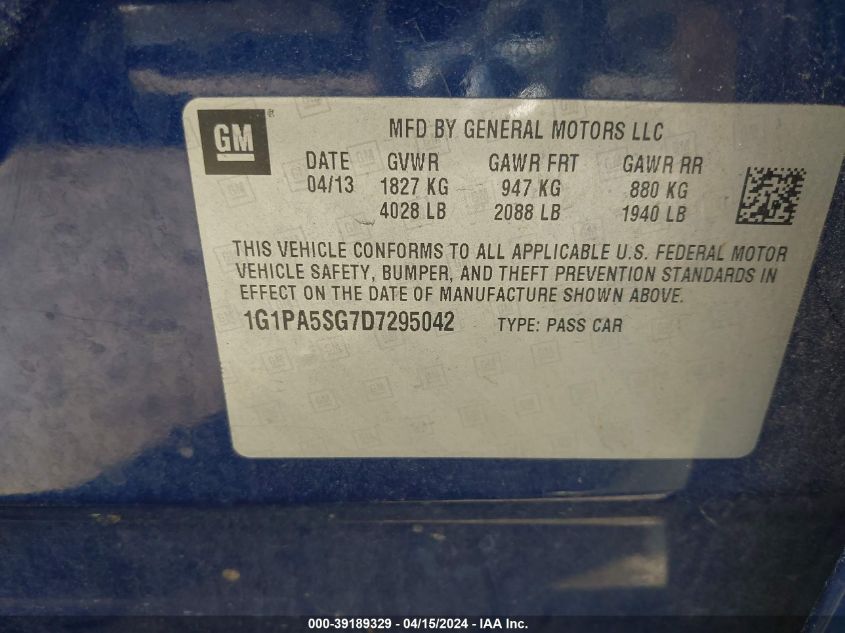 GM
MFD BY GENERAL MOTORS LLC
DATE GVWR GAWR FRT GAWR RR
04/13 1827 KG 947 KG 880 KG
4028 LB 2088 LB 1940 LB
THIS VEHICLE CONFORMS TO ALL APPLICABLE U.S. FEDERAL MOTOR
VEHICLE SAFETY, BUMPER, AND THEFT PREVENTION STANDARDS IN
EFFECT ON THE DATE OF MANUFACTURE SHOWN ABOVE.
1G1PA5SG7D7295042 TYPE: PASS CAR
000-39189329 - 04/15/2024 - IAA Inc.